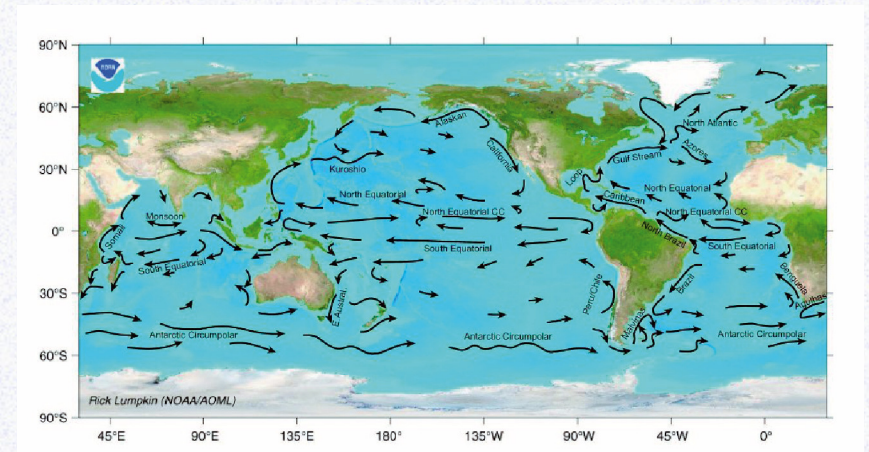 90°N
60°N
30°N
0°
30°S
60°S
90°S
NOAA
Alaskan
California
Kuroshio
North Equatorial
North Equatorial CC
South Equatorial
Monsoon
Somali
South Equatorial
E.Austral.
Antarctic Circumpolar
Antarctic Circumpolar
Peru/Chile
North Atlantic
Azores
Gulf Stream
Loop
Caribbean
North Equatorial
North Equatorial CC
North Brazil
South Equatorial
Brazil
Malvinas
Benguela
Agulhas
Antarctic Circumpolar
Rick Lumpkin (NOAA/AOML)
45°E
90°E
135°E
180°
135°W
90°W
45°W
0°